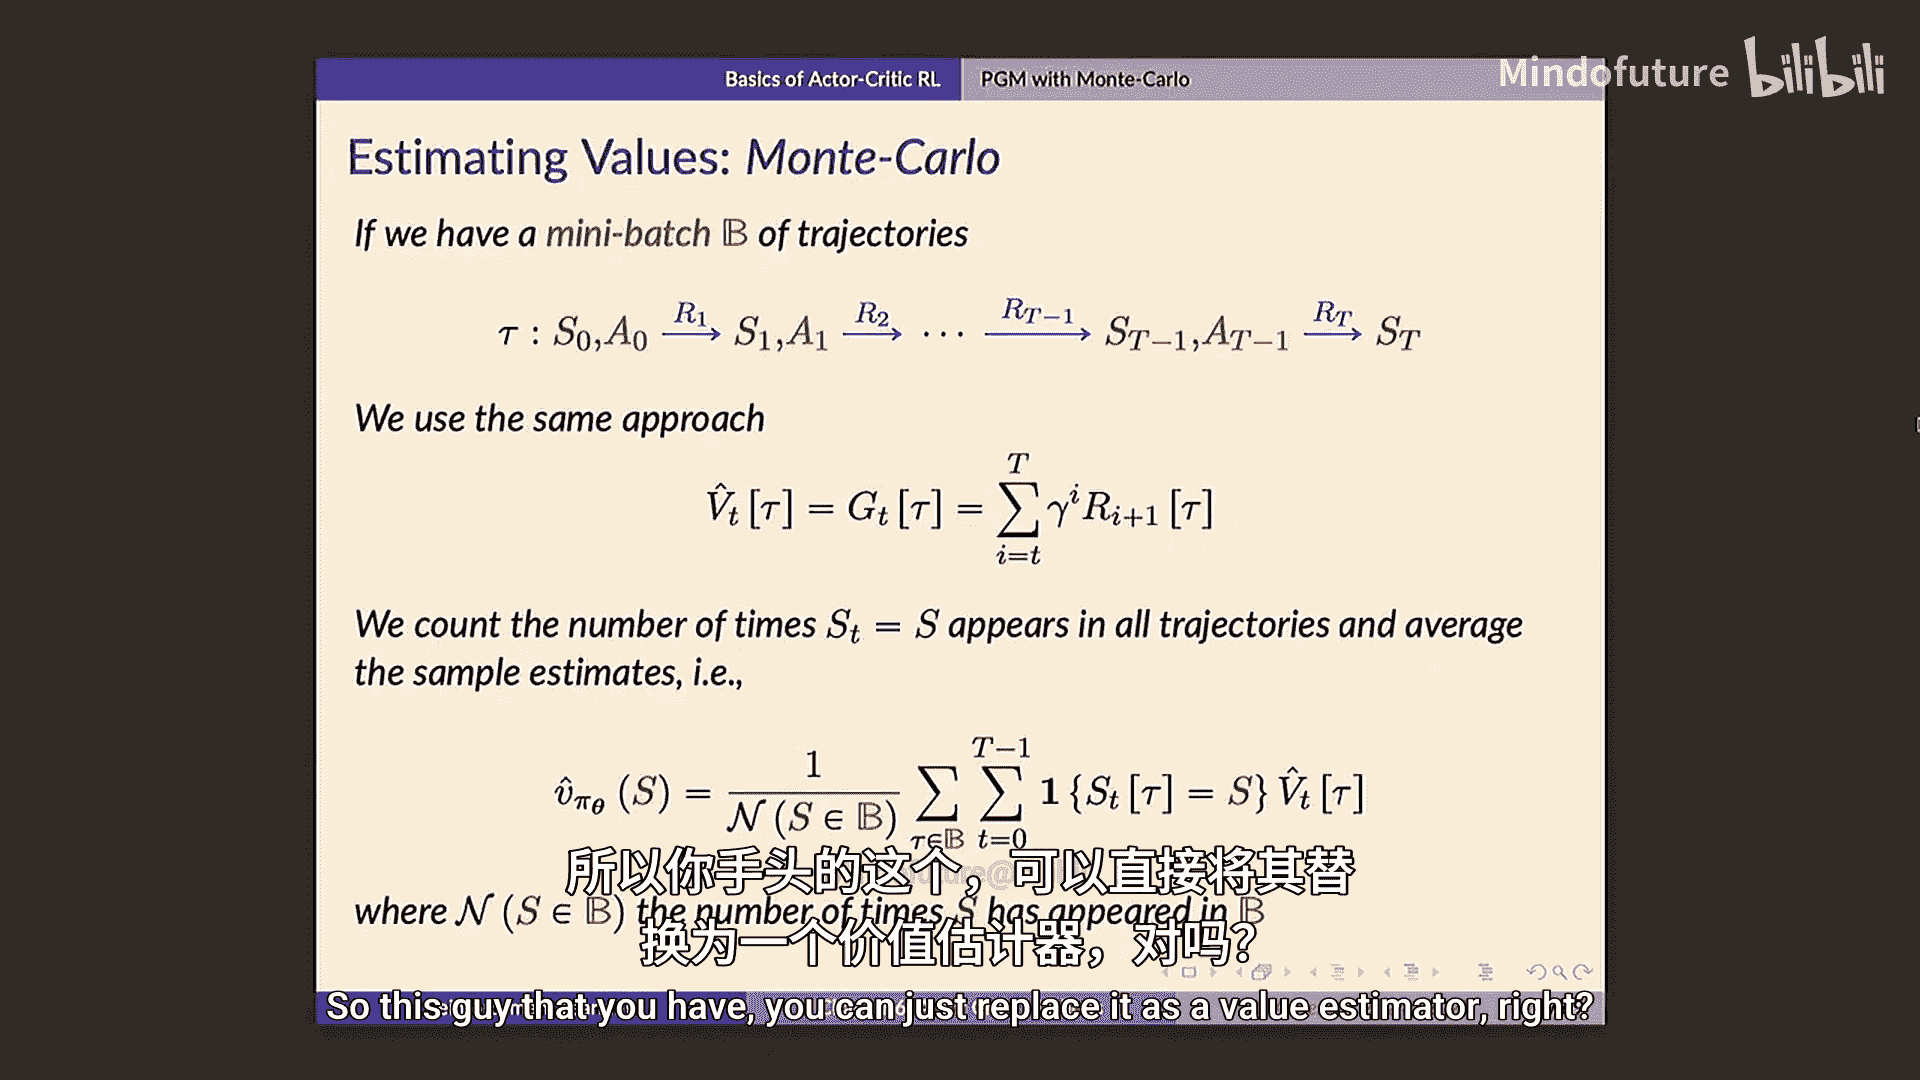 Basics of Actor-Critic RL PGM with Monte-Carlo
Mindofuture bilibili
Estimating Values: Monte-Carlo
If we have a mini-batch 𝔹 of trajectories
τ : S₀,A₀ —R₁→ S₁,A₁ —R₂→ ⋯ —R_{T−1}→ S_{T−1},A_{T−1} —R_T→ S_T
We use the same approach
V̂_t [τ] = G_t [τ] = ∑_{i=t}^{T} γ^i R_{i+1} [τ]
We count the number of times S_t = S appears in all trajectories and average
the sample estimates, i.e.,
v̂_{π_θ} (S) = 1 / 𝒩 (S ∈ 𝔹) ∑_{τ∈𝔹} ∑_{t=0}^{T−1} 𝟏 {S_t [τ] = S} V̂_t [τ]
所以你手头的这个，可以直接将其替
where 𝒩 (S ∈ 𝔹) the number of times S has appeared in 𝔹
换为一个价值估计器，对吗？
So this guy that you have, you can just replace it as a value estimator, right?